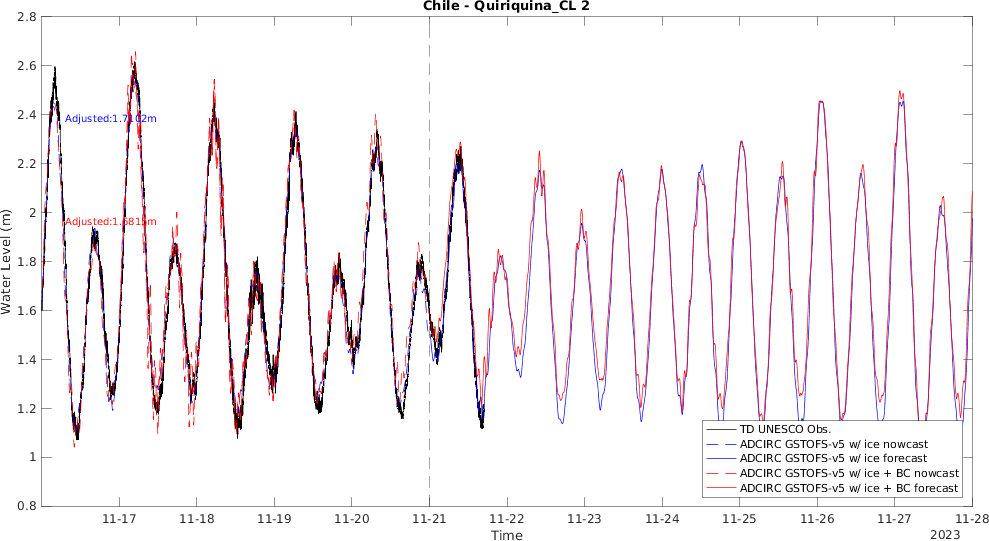 Chile - Quiriquina_CL 2
2.8
2.6
2.4
2.2
2
1.8
1.6
1.4
1.2
1
0.8
Water Level (m)
Adjusted:1.7102m
Adjusted:1.6815m
TD UNESCO Obs.
ADCIRC GSTOFS-v5 w/ ice nowcast
ADCIRC GSTOFS-v5 w/ ice forecast
ADCIRC GSTOFS-v5 w/ ice + BC nowcast
ADCIRC GSTOFS-v5 w/ ice + BC forecast
11-17 11-18 11-19 11-20 11-21 11-22 11-23 11-24 11-25 11-26 11-27 11-28
Time
2023